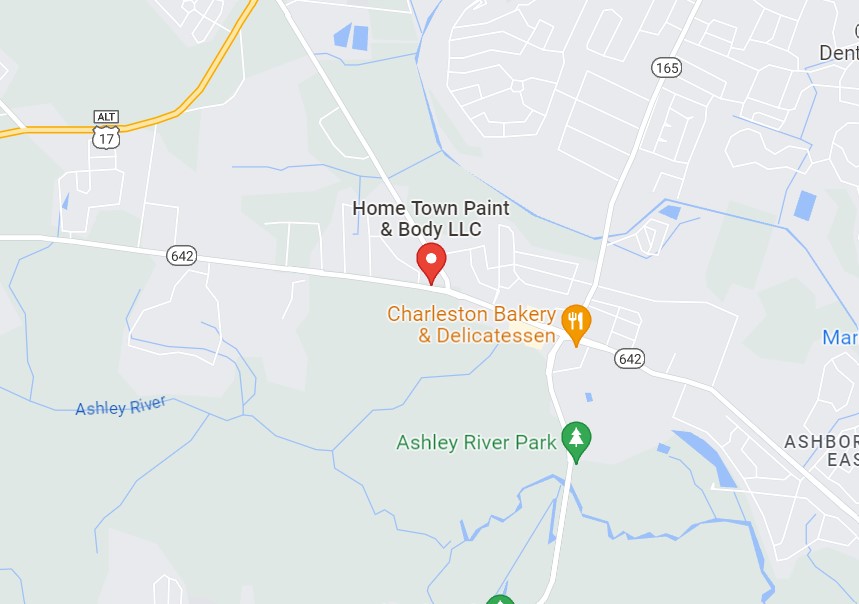 165
Dent
ALT
17
Home Town Paint
& Body LLC
642
Charleston Bakery
& Delicatessen
Mar
642
Ashley River
Ashley River Park
ASHBOR
EAS